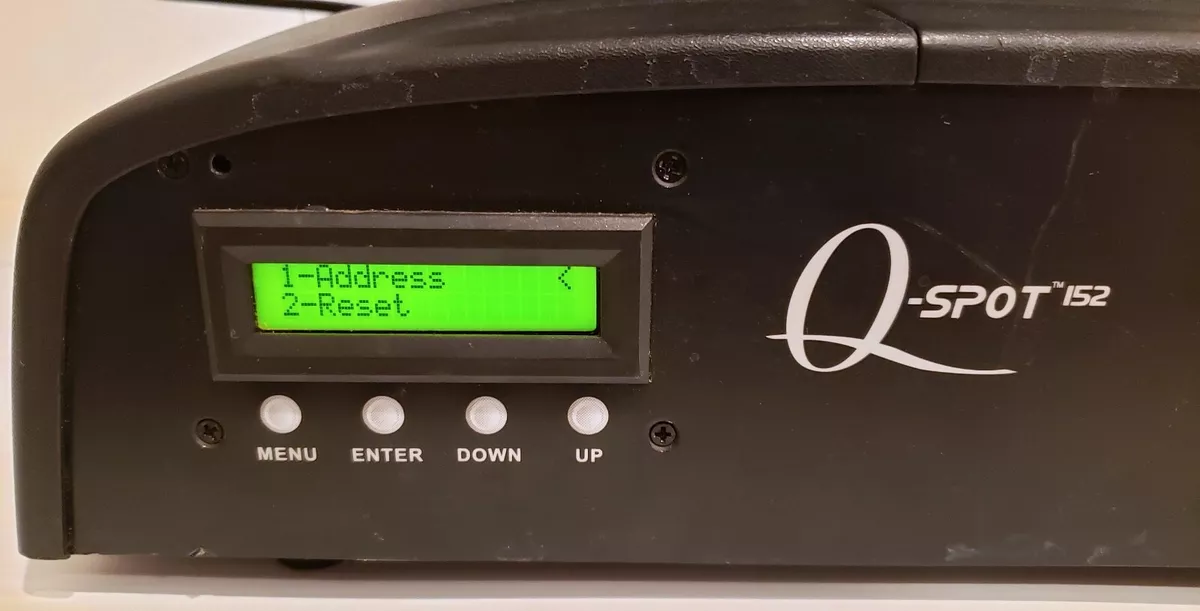 1-Address <
2-Reset
MENU ENTER DOWN UP
Q-SPOT™152